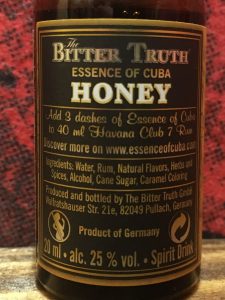 The
BITTER TRUTH
ESSENCE OF CUBA
HONEY
Add 3 dashes of Essence of Cuba
to 40 ml Havana Club 7 Rum
Discover more on www.essenceofcuba.com
Ingredients: Water, Rum, Natural Flavors, Herbs and
Spices, Alcohol, Cane Sugar, Caramel Coloring
Produced and bottled by The Bitter Truth GmbH
Wolfratshauser Str. 21e, 82049 Pullach, Germany
Product of Germany
20 ml • alc. 25 % vol. • Spirit Drink